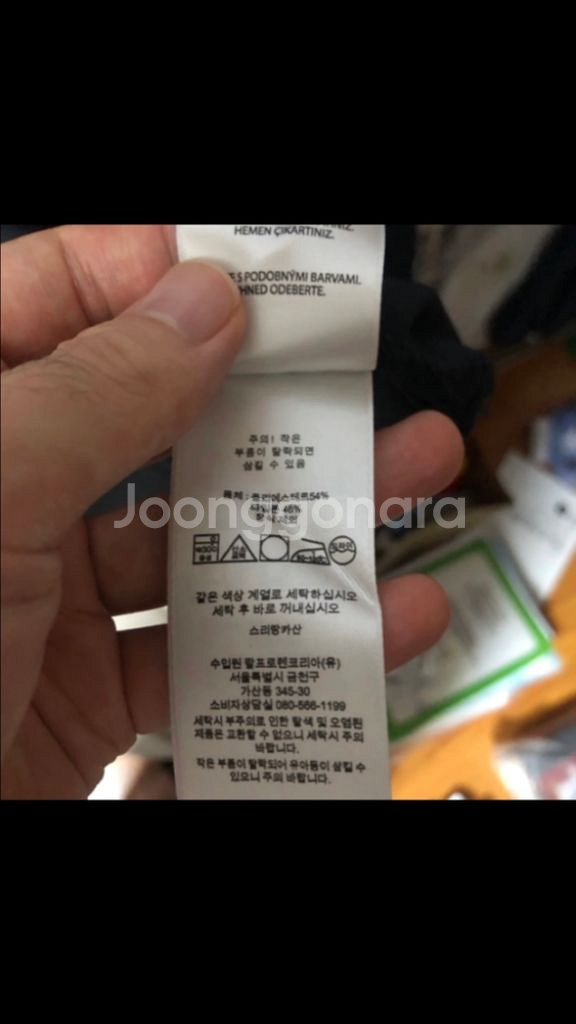 HEMEN ÇIKARTINIZ.
S PODOBNÝMI BARVAMI.
HNED ODEBERTE.
주의! 작은
부품이 탈락되면
삼킬 수 있음
54%
나일론 46%
Joonggonara
같은 색상 계열로 세탁하십시오
세탁 후 바로 꺼내십시오
스리랑카산
수입원 랄프로렌코리아(유)
서울특별시 금천구
가산동 345-30
소비자상담실 080-566-1199
세탁시 부주의로 인한 탈색 및 오염된
제품은 교환할 수 없으니 세탁시 주의
바랍니다.
작은 부품이 탈락되어 유아등이 삼킬 수
있으니 주의 바랍니다.